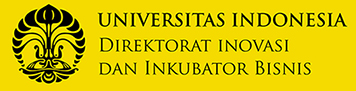 UNIVERSITAS INDONESIA
DIREKTORAT INOVASI
DAN INKUBATOR BISNIS